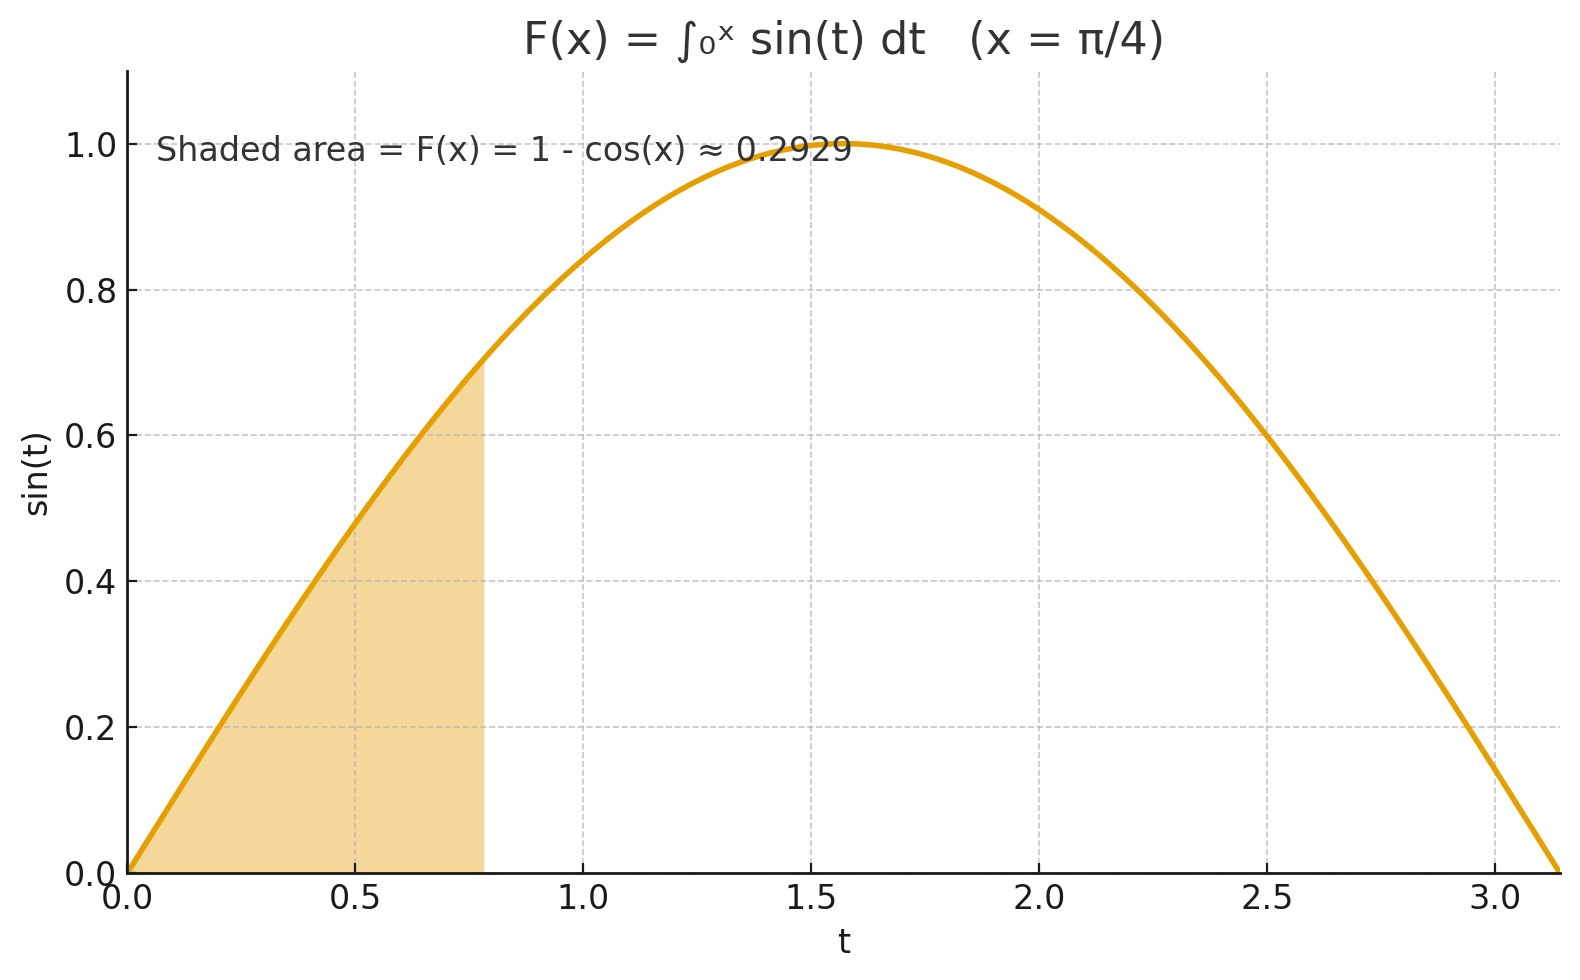 F(x) = ∫₀ˣ sin(t) dt   (x = π/4)
Shaded area = F(x) = 1 - cos(x) ≈ 0.2929
sin(t)
1.0
0.8
0.6
0.4
0.2
0.0
0.0 0.5 1.0 1.5 2.0 2.5 3.0
t